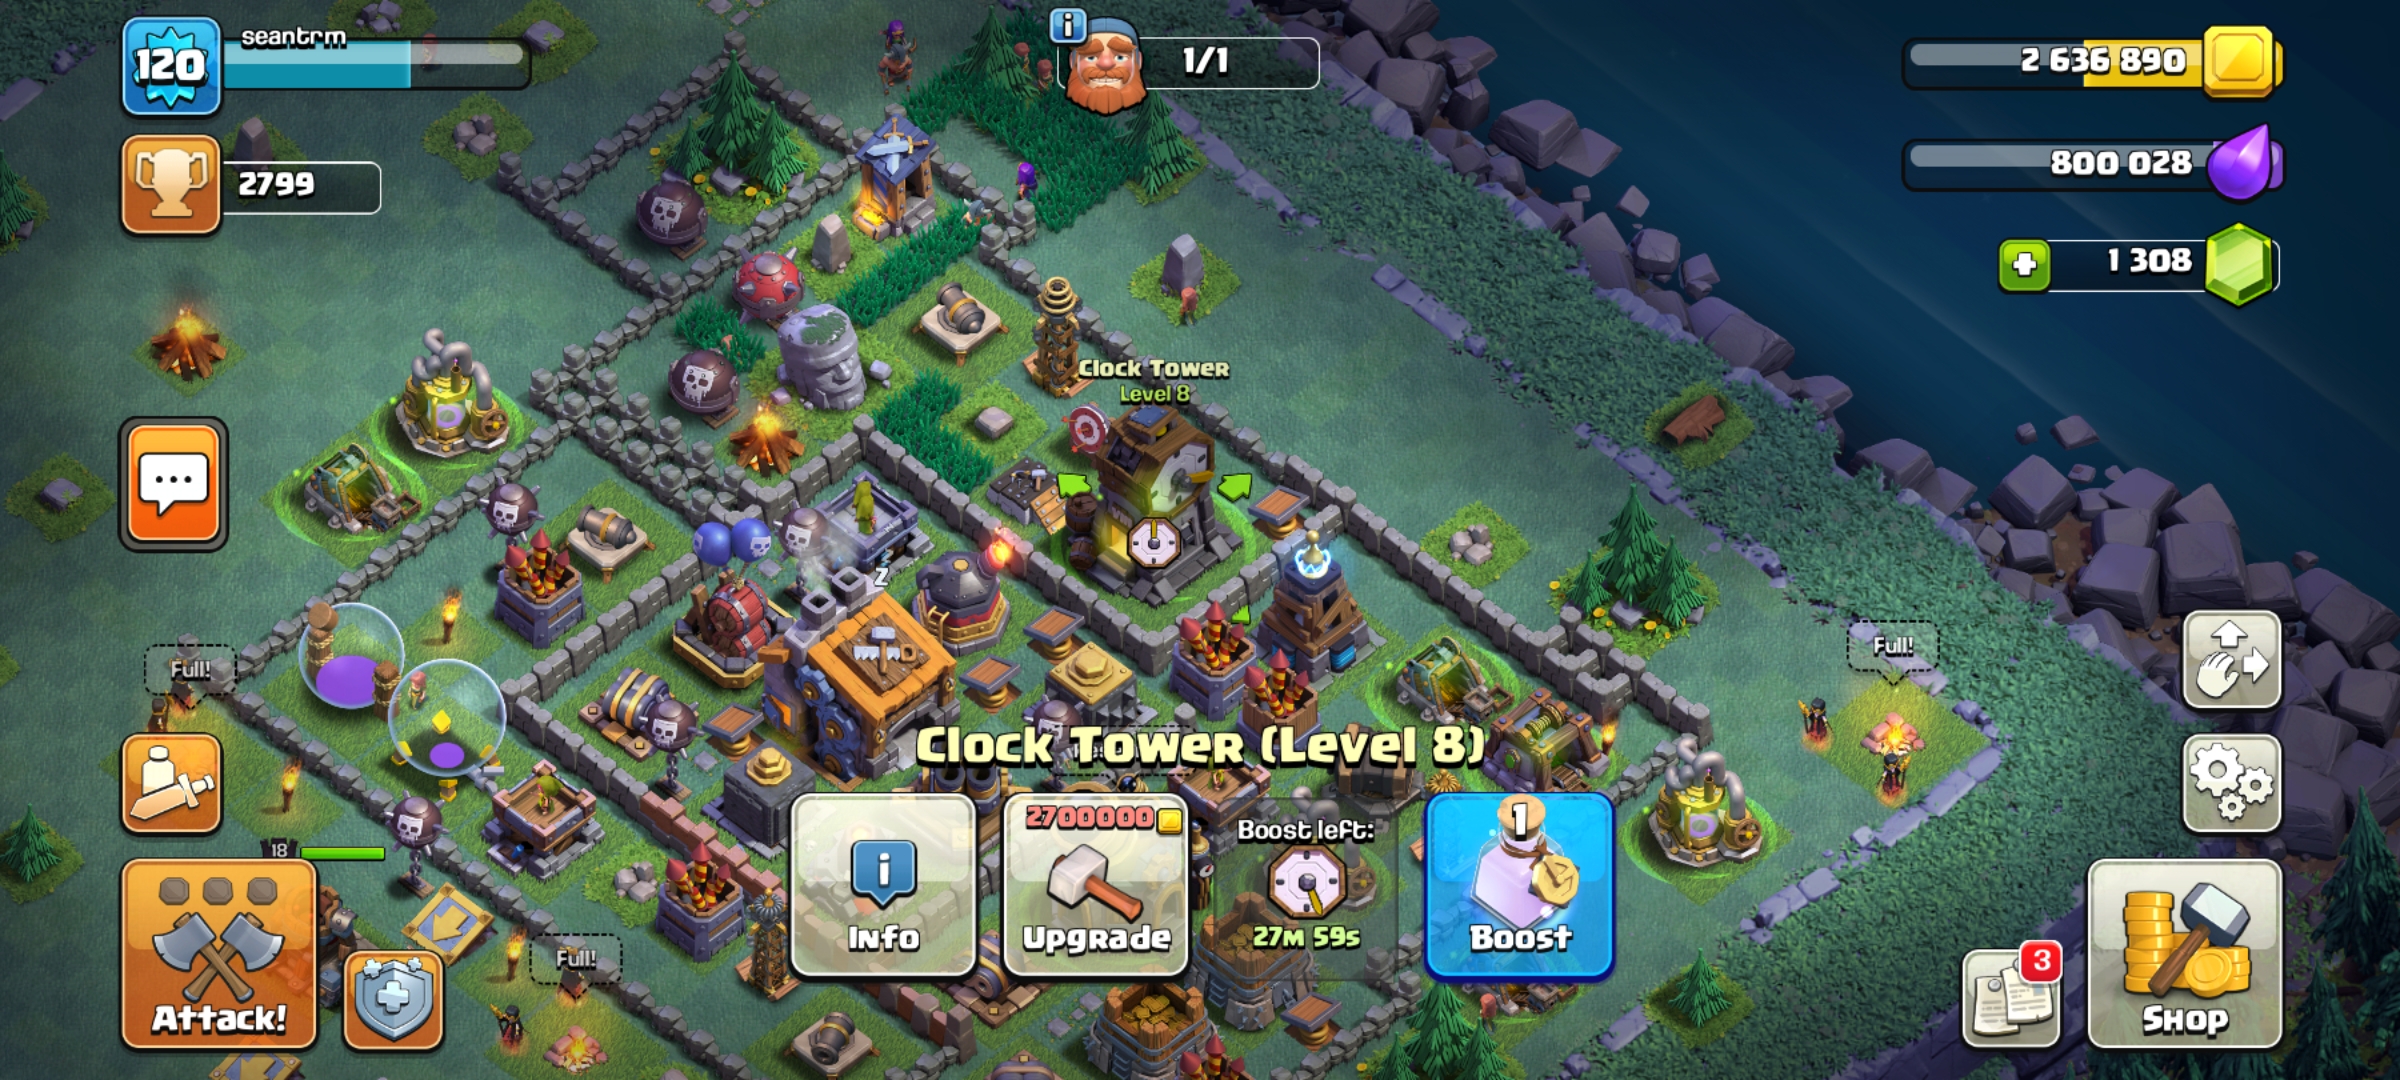 seantrm
120
1/1
2 636 890
2799
800 028
1 308
Clock Tower
Level 8
z
Full!
Full!
Clock Tower (Level 8)
2700000
Boost left:
1
18
Info
Upgrade
27m 59s
Boost
Full!
3
Attack!
Shop